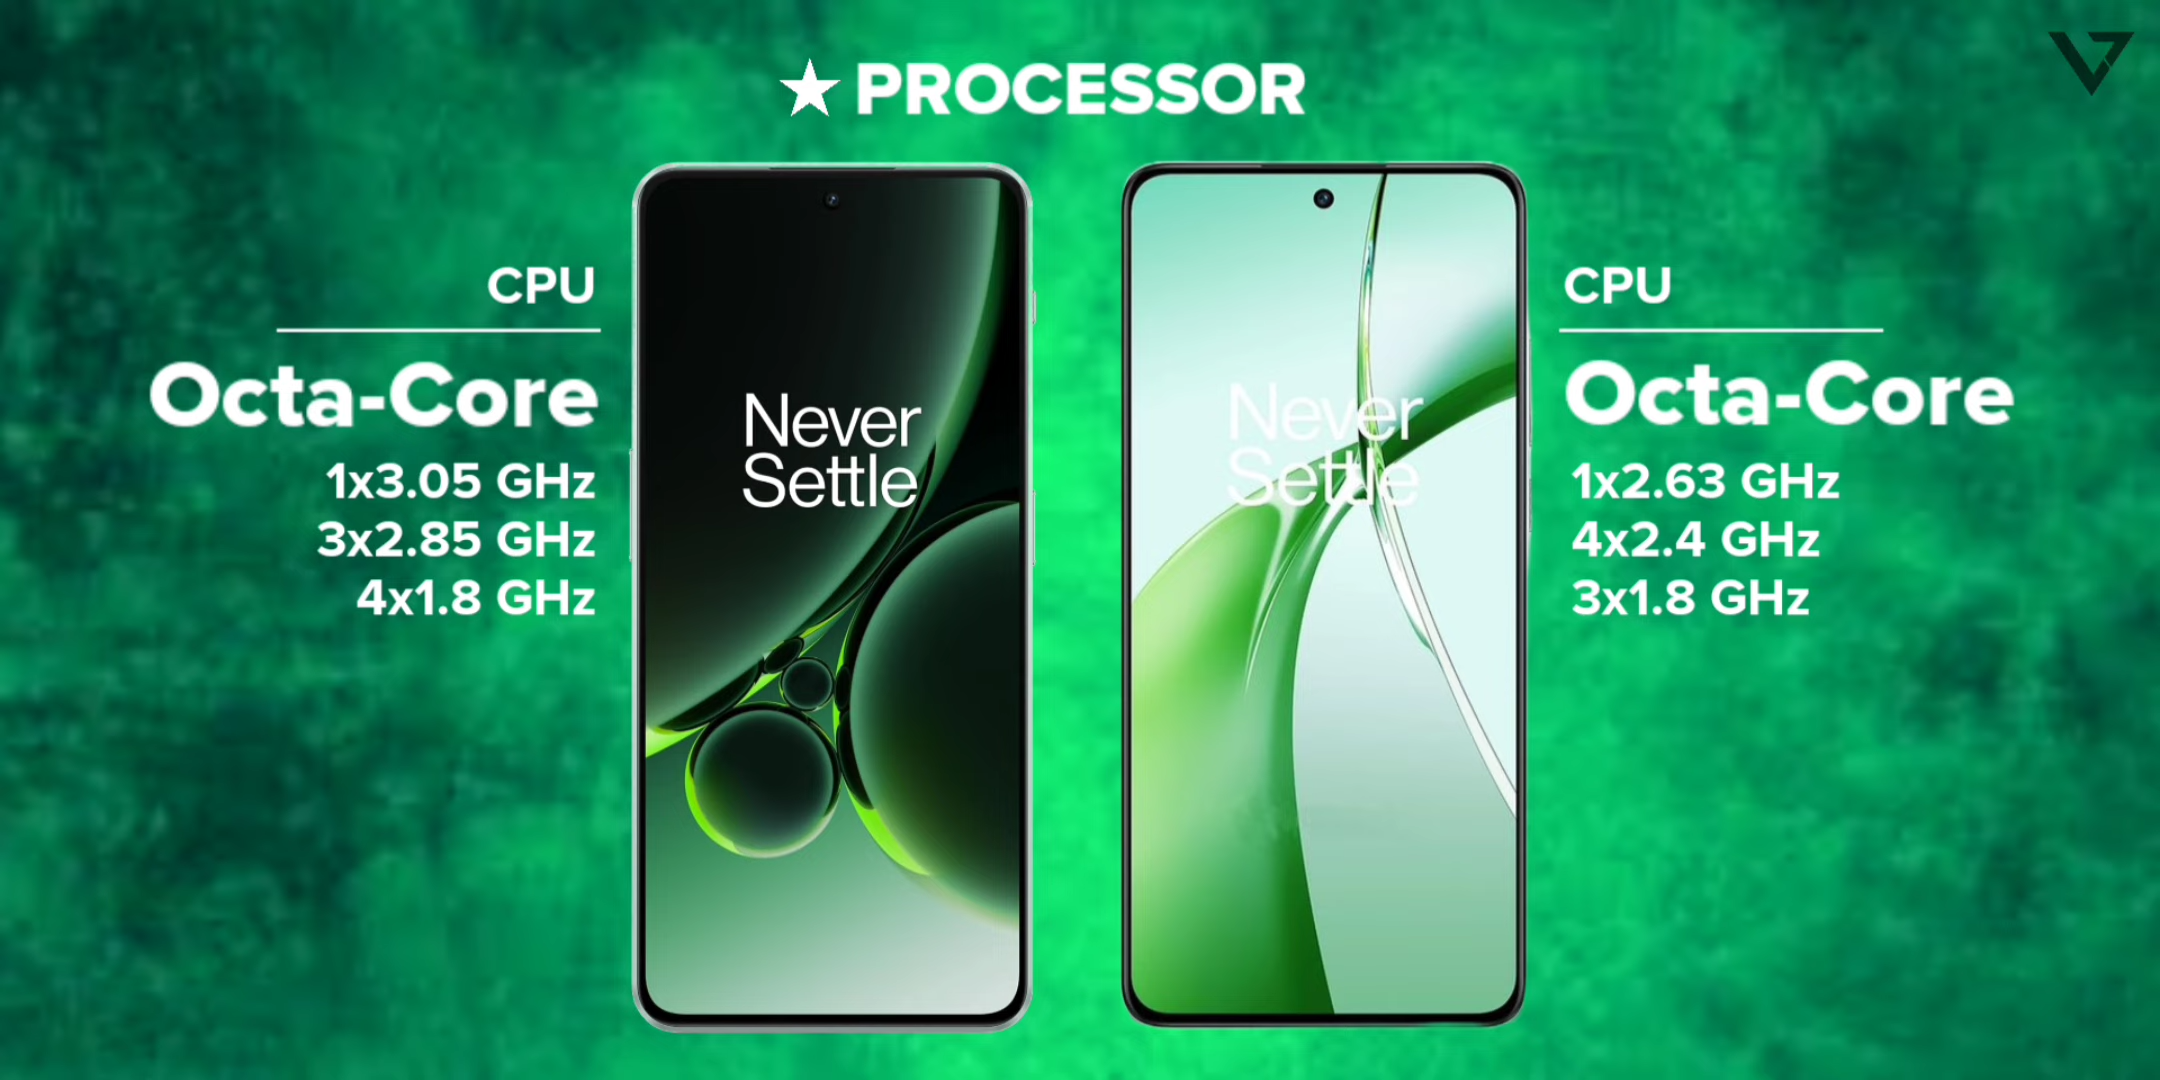 ★ PROCESSOR
CPU
Octa-Core
1x3.05 GHz
3x2.85 GHz
4x1.8 GHz
Never
Settle
Never
Settle
CPU
Octa-Core
1x2.63 GHz
4x2.4 GHz
3x1.8 GHz